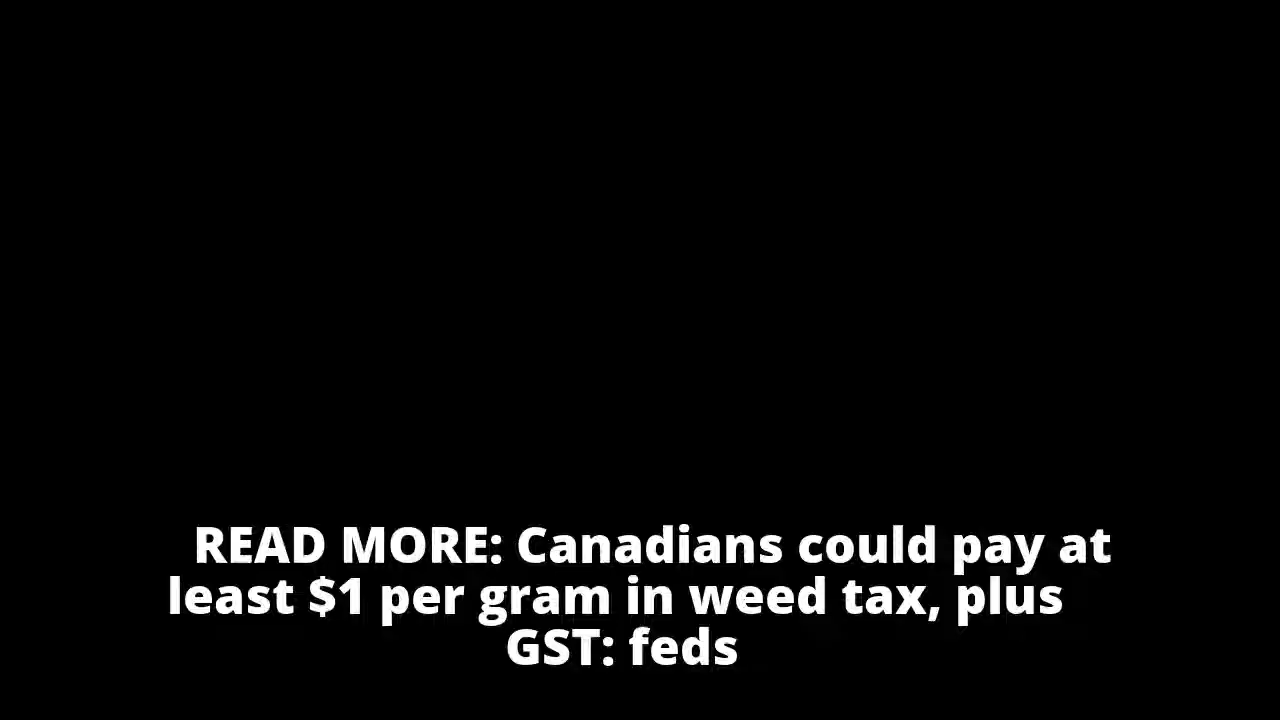 READ MORE: Canadians could pay at
least $1 per gram in weed tax, plus
GST: feds